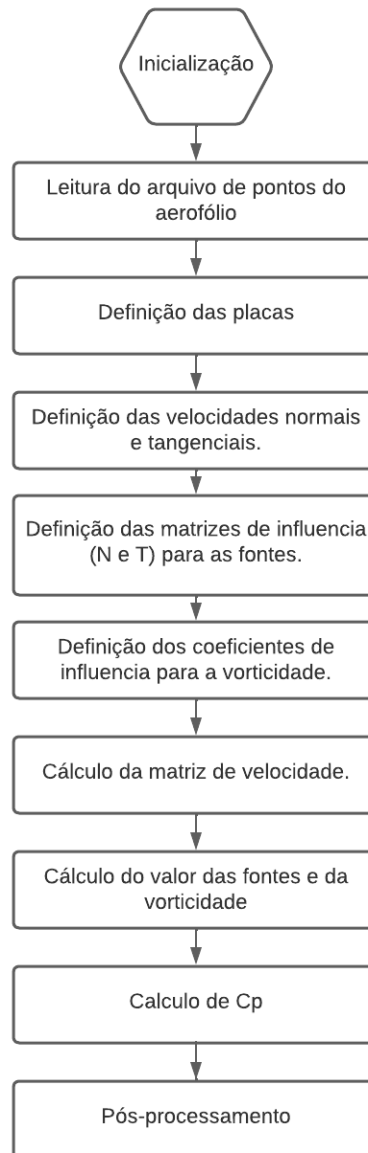 Inicialização
Leitura do arquivo de pontos do
aerofólio
Definição das placas
Definição das velocidades normais
e tangenciais.
Definição das matrizes de influencia
(N e T) para as fontes.
Definição dos coeficientes de
influencia para a vorticidade.
Cálculo da matriz de velocidade.
Cálculo do valor das fontes e da
vorticidade
Calculo de Cp
Pós-processamento